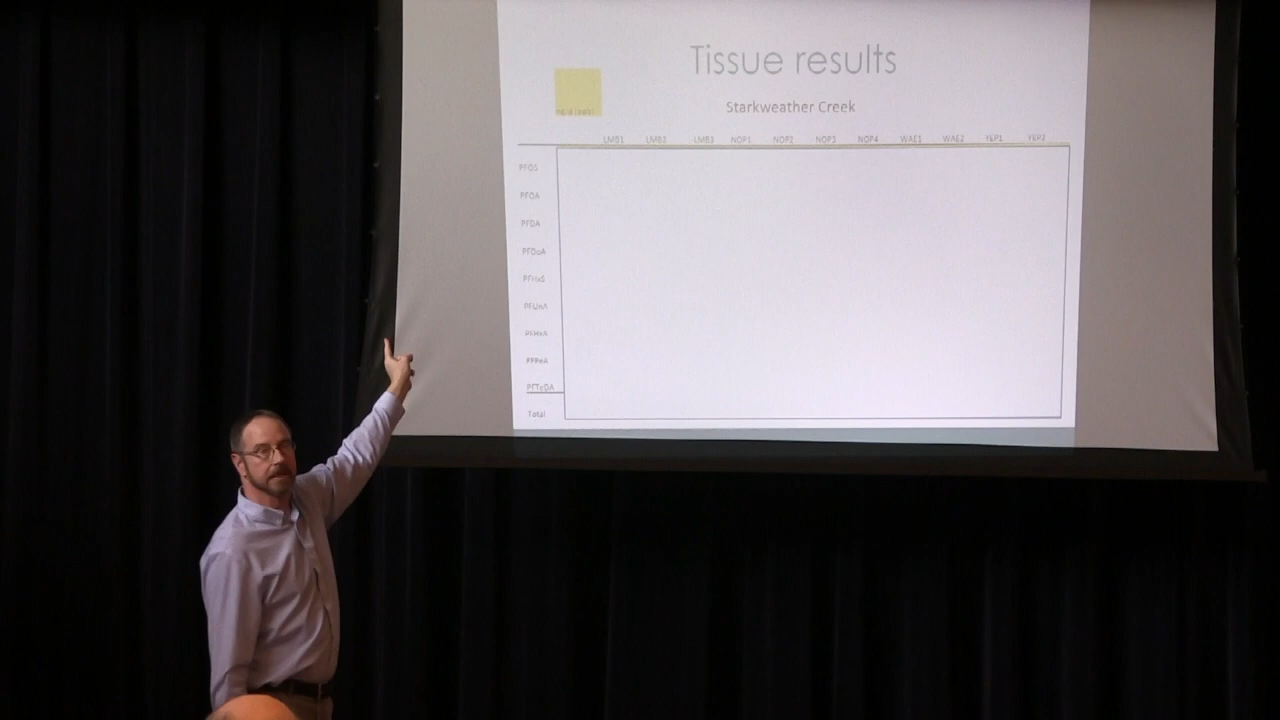 Tissue results
Starkweather Creek
LMB1 LMB2 LMB3 NOP1 NOP2 NOP3 NOP4 WAE1 WAE2 YEP1 YEP2
PFOS
PFOA
PFDA
PFDoA
PFHxS
PFUnA
PFHxA
PFPeA
PFTeDA
Total